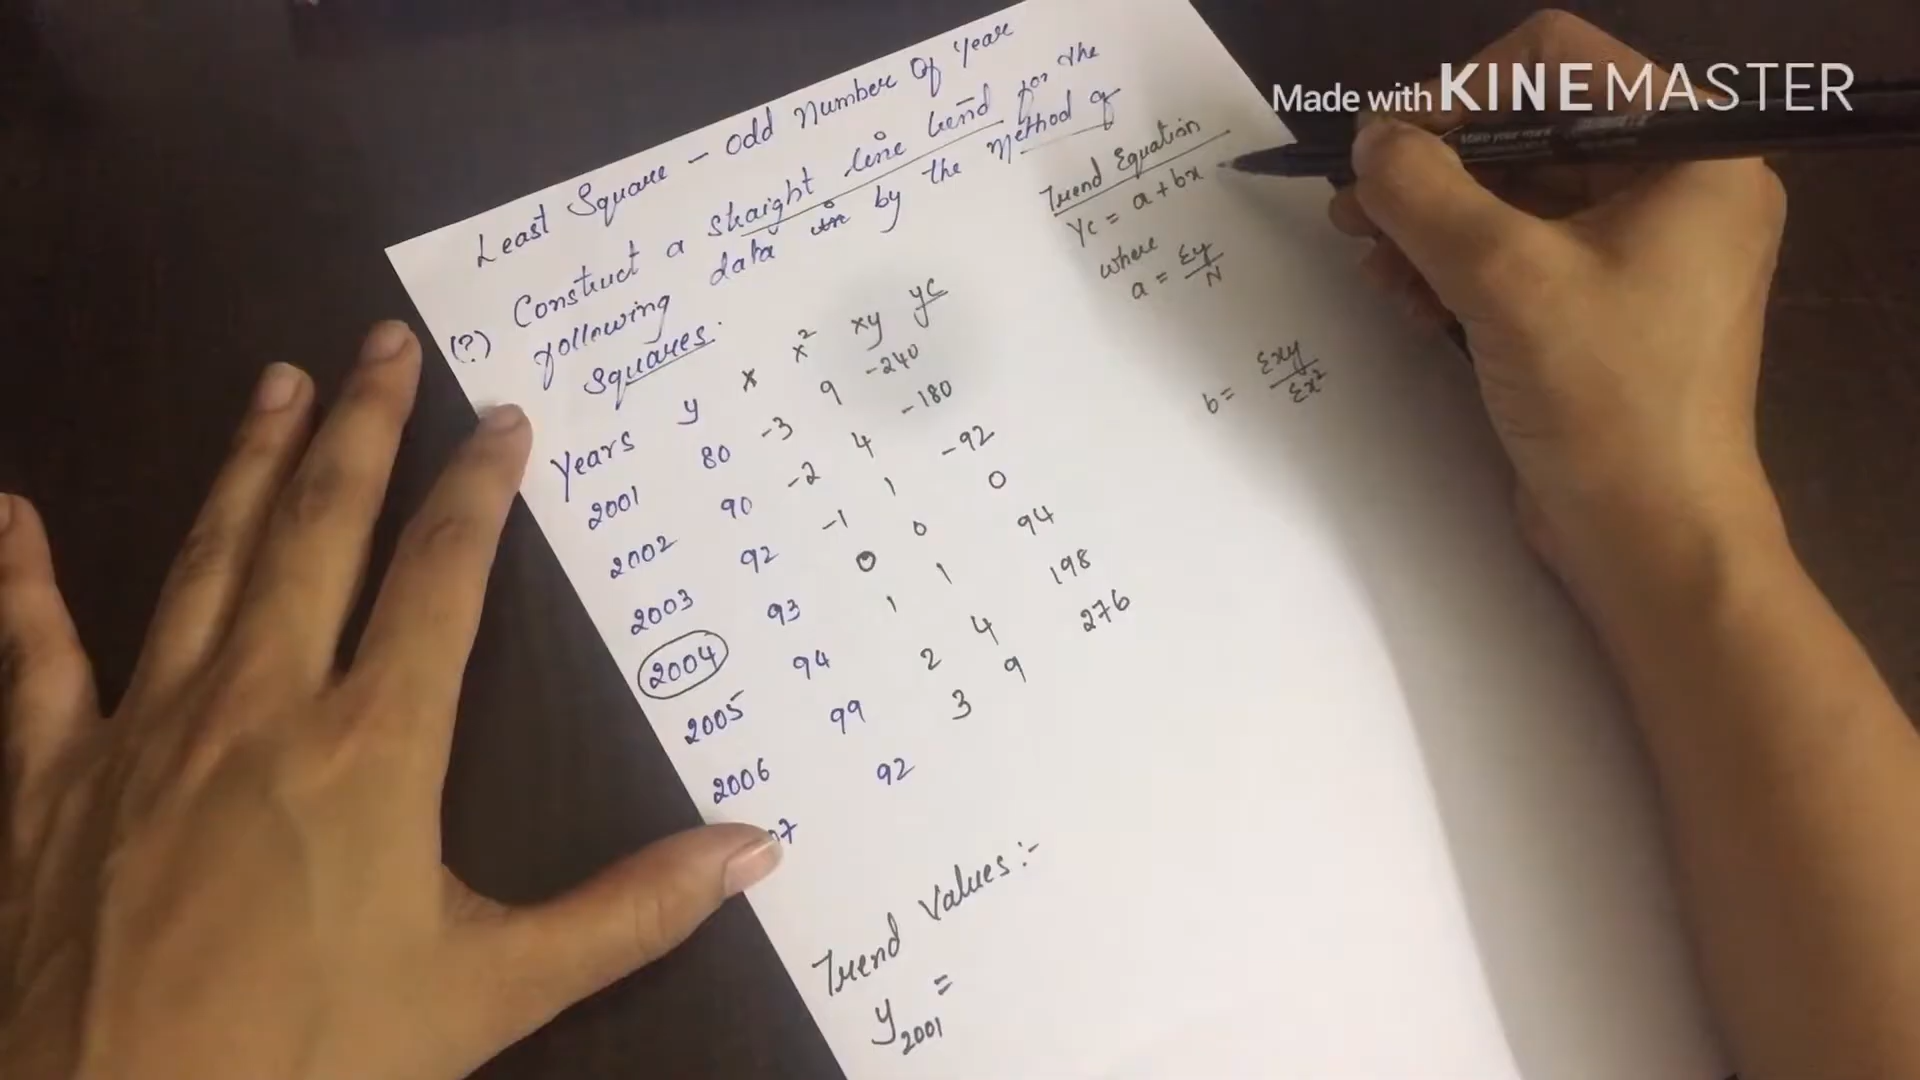 Made with KINEMASTER
Least Square - odd Number Of Year
(?) Construct a straight line trend for the
following data by the Method of
Squares.
Years y x x² xy yc
2001 80 -3 9 -240
2002 90 -2 4 -180
2003 92 -1 1 -92
2004 93 0 0 0
2005 94 1 1 94
2006 99 2 4 198
07 92 3 9 276
Trend Equation
Yc = a + bx
where
a = Σy/N
b = Σxy/Σx²
Trend Values:-
y2001 =